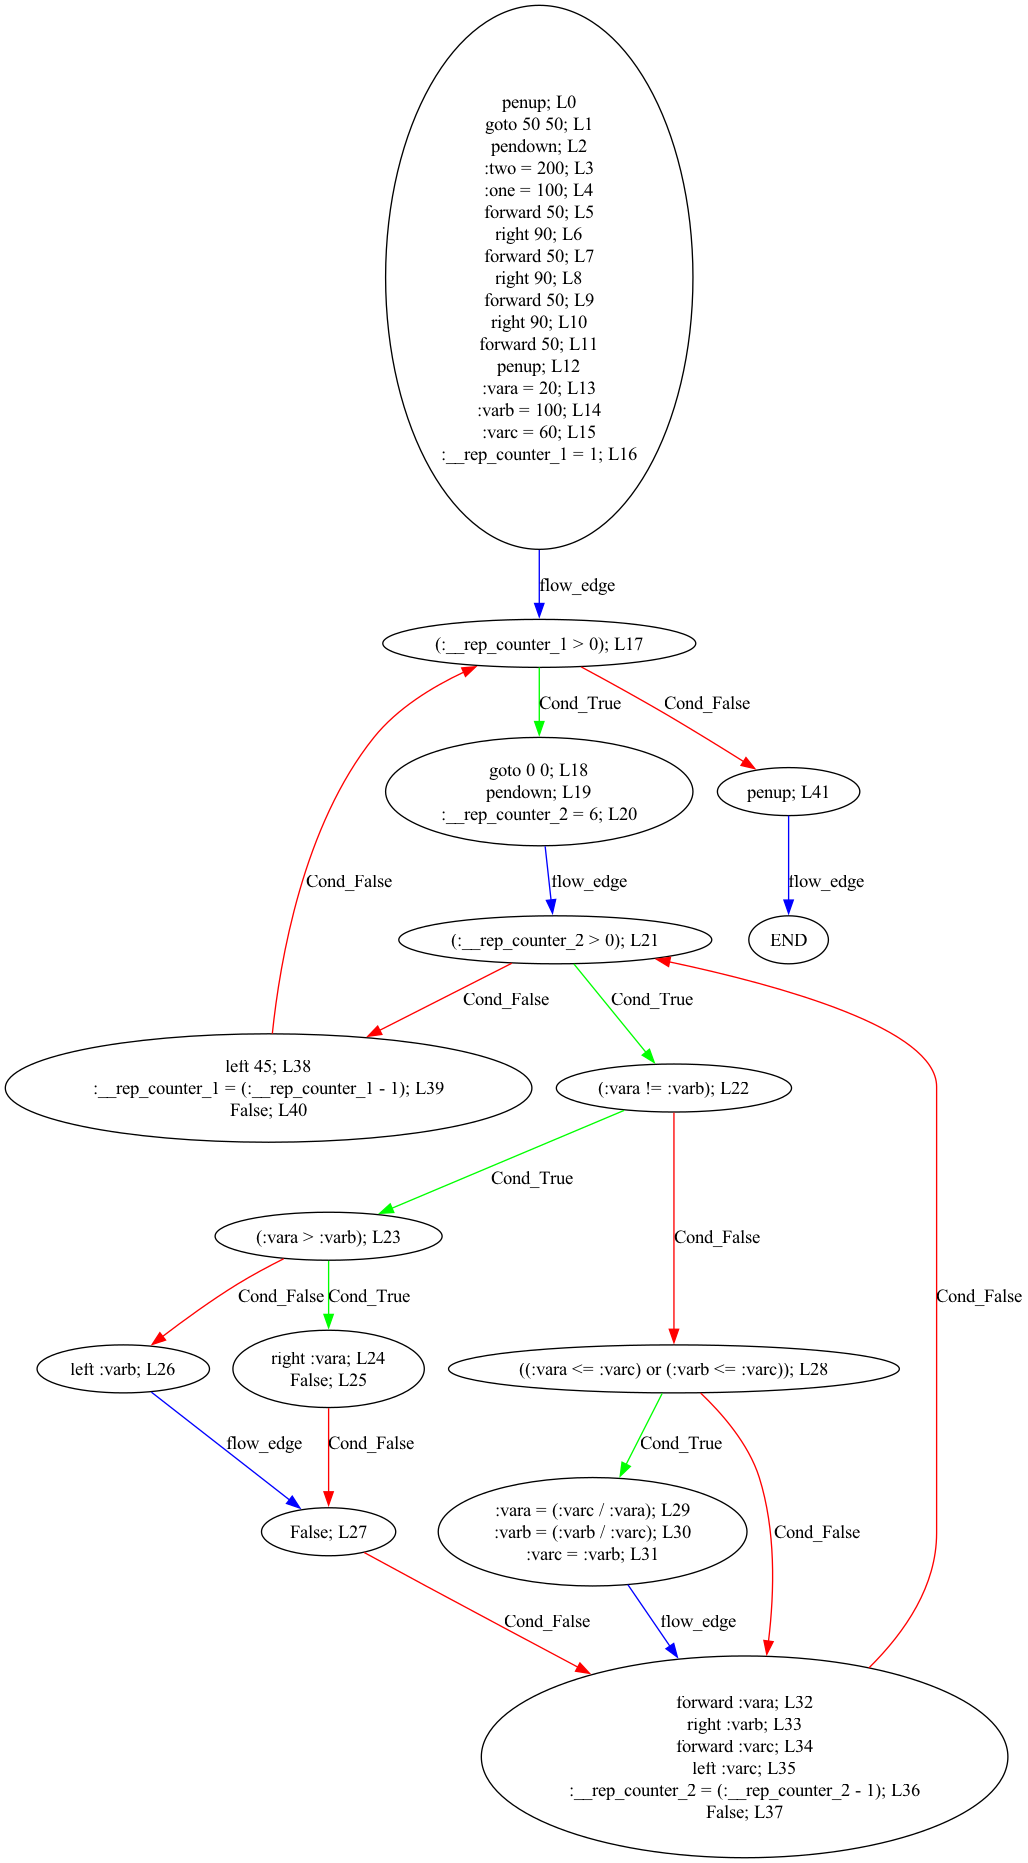 penup; L0
goto 50 50; L1
pendown; L2
:two = 200; L3
:one = 100; L4
forward 50; L5
right 90; L6
forward 50; L7
right 90; L8
forward 50; L9
right 90; L10
forward 50; L11
penup; L12
:vara = 20; L13
:varb = 100; L14
:varc = 60; L15
:__rep_counter_1 = 1; L16
flow_edge
(:__rep_counter_1 > 0); L17
Cond_True
Cond_False
goto 0 0; L18
pendown; L19
:__rep_counter_2 = 6; L20
penup; L41
Cond_False
flow_edge
flow_edge
(:__rep_counter_2 > 0); L21
END
Cond_False
Cond_True
left 45; L38
:__rep_counter_1 = (:__rep_counter_1 - 1); L39
False; L40
(:vara != :varb); L22
Cond_True
(:vara > :varb); L23
Cond_False
Cond_False
Cond_True
Cond_False
left :varb; L26
right :vara; L24
False; L25
((:vara <= :varc) or (:varb <= :varc)); L28
flow_edge
Cond_False
Cond_True
False; L27
:vara = (:varc / :vara); L29
:varb = (:varb / :varc); L30
:varc = :varb; L31
Cond_False
Cond_False
flow_edge
forward :vara; L32
right :varb; L33
forward :varc; L34
left :varc; L35
:__rep_counter_2 = (:__rep_counter_2 - 1); L36
False; L37